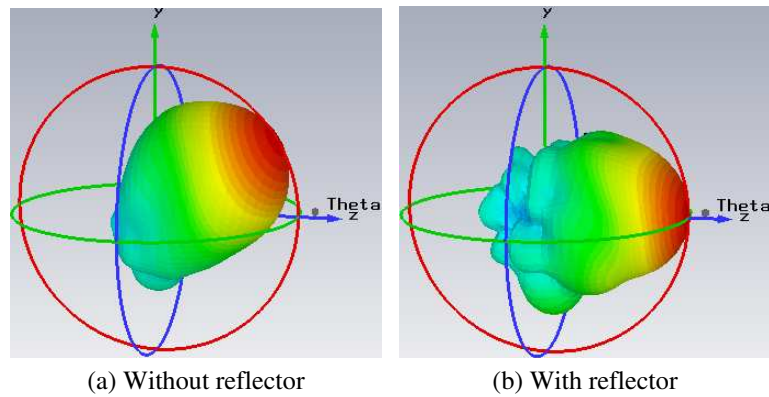 y
Theta
z
y
Theta
z
(a) Without reflector
(b) With reflector